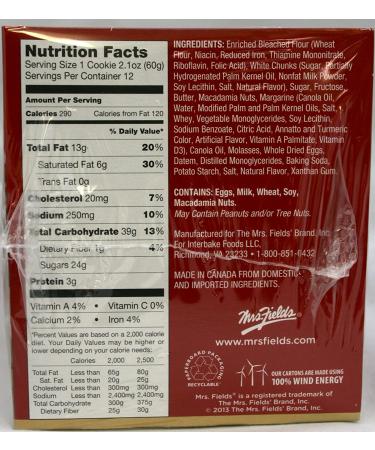 Nutrition Facts
Serving Size 1 Cookie 2.1oz (60g)
Servings Per Container 12
Amount Per Serving
Calories 290 Calories from Fat 120
% Daily Value*
Total Fat 13g 20%
Saturated Fat 6g 30%
Trans Fat 0g
Cholesterol 20mg 7%
Sodium 250mg 10%
Total Carbohydrate 39g 13%
Dietary Fiber 1g 4%
Sugars 24g
Protein 3g
Vitamin A 4% • Vitamin C 0%
Calcium 2% • Iron 4%
*Percent Values are based on a 2,000 calorie
diet. Your Daily Values may be higher or
lower depending on your calorie needs:
Calories 2,000 2,500
Total Fat Less than 65g 80g
Sat. Fat Less than 20g 25g
Cholesterol Less than 300mg 300mg
Sodium Less than 2,400mg 2,400mg
Total Carbohydrate 300g 375g
Dietary Fiber 25g 30g
INGREDIENTS: Enriched Bleached Flour (Wheat
Flour, Niacin, Reduced Iron, Thiamine Mononitrate,
Riboflavin, Folic Acid), White Chunks (Sugar, Partially
Hydrogenated Palm Kernel Oil, Nonfat Milk Powder,
Soy Lecithin, Salt, Natural Flavor), Sugar, Fructose,
Butter, Macadamia Nuts, Margarine (Canola Oil,
Water, Modified Palm and Palm Kernel Oils, Salt,
Whey, Vegetable Monoglycerides, Soy Lecithin,
Sodium Benzoate, Citric Acid, Annatto and Turmeric
Color, Artificial Flavor, Vitamin A Palmitate, Vitamin
D3), Canola Oil, Molasses, Whole Dried Eggs,
Datem, Distilled Monoglycerides, Baking Soda,
Potato Starch, Salt, Natural Flavor, Xanthan Gum.
CONTAINS: Eggs, Milk, Wheat, Soy,
Macadamia Nuts.
May Contain Peanuts and/or Tree Nuts.
Manufactured for The Mrs. Fields' Brand, Inc.
For Interbake Foods LLC,
Richmond, VA 23233 • 1-800-851-0432
MADE IN CANADA FROM DOMESTIC
AND IMPORTED INGREDIENTS.
Mrs Fields
www.mrsfields.com
PAPERBOARD PACKAGING
RECYCLABLE
OUR CARTONS ARE MADE USING
100% WIND ENERGY
Mrs. Fields® is a registered trademark of
The Mrs. Fields' Brand, Inc.
© 2013 The Mrs. Fields' Brand, Inc.